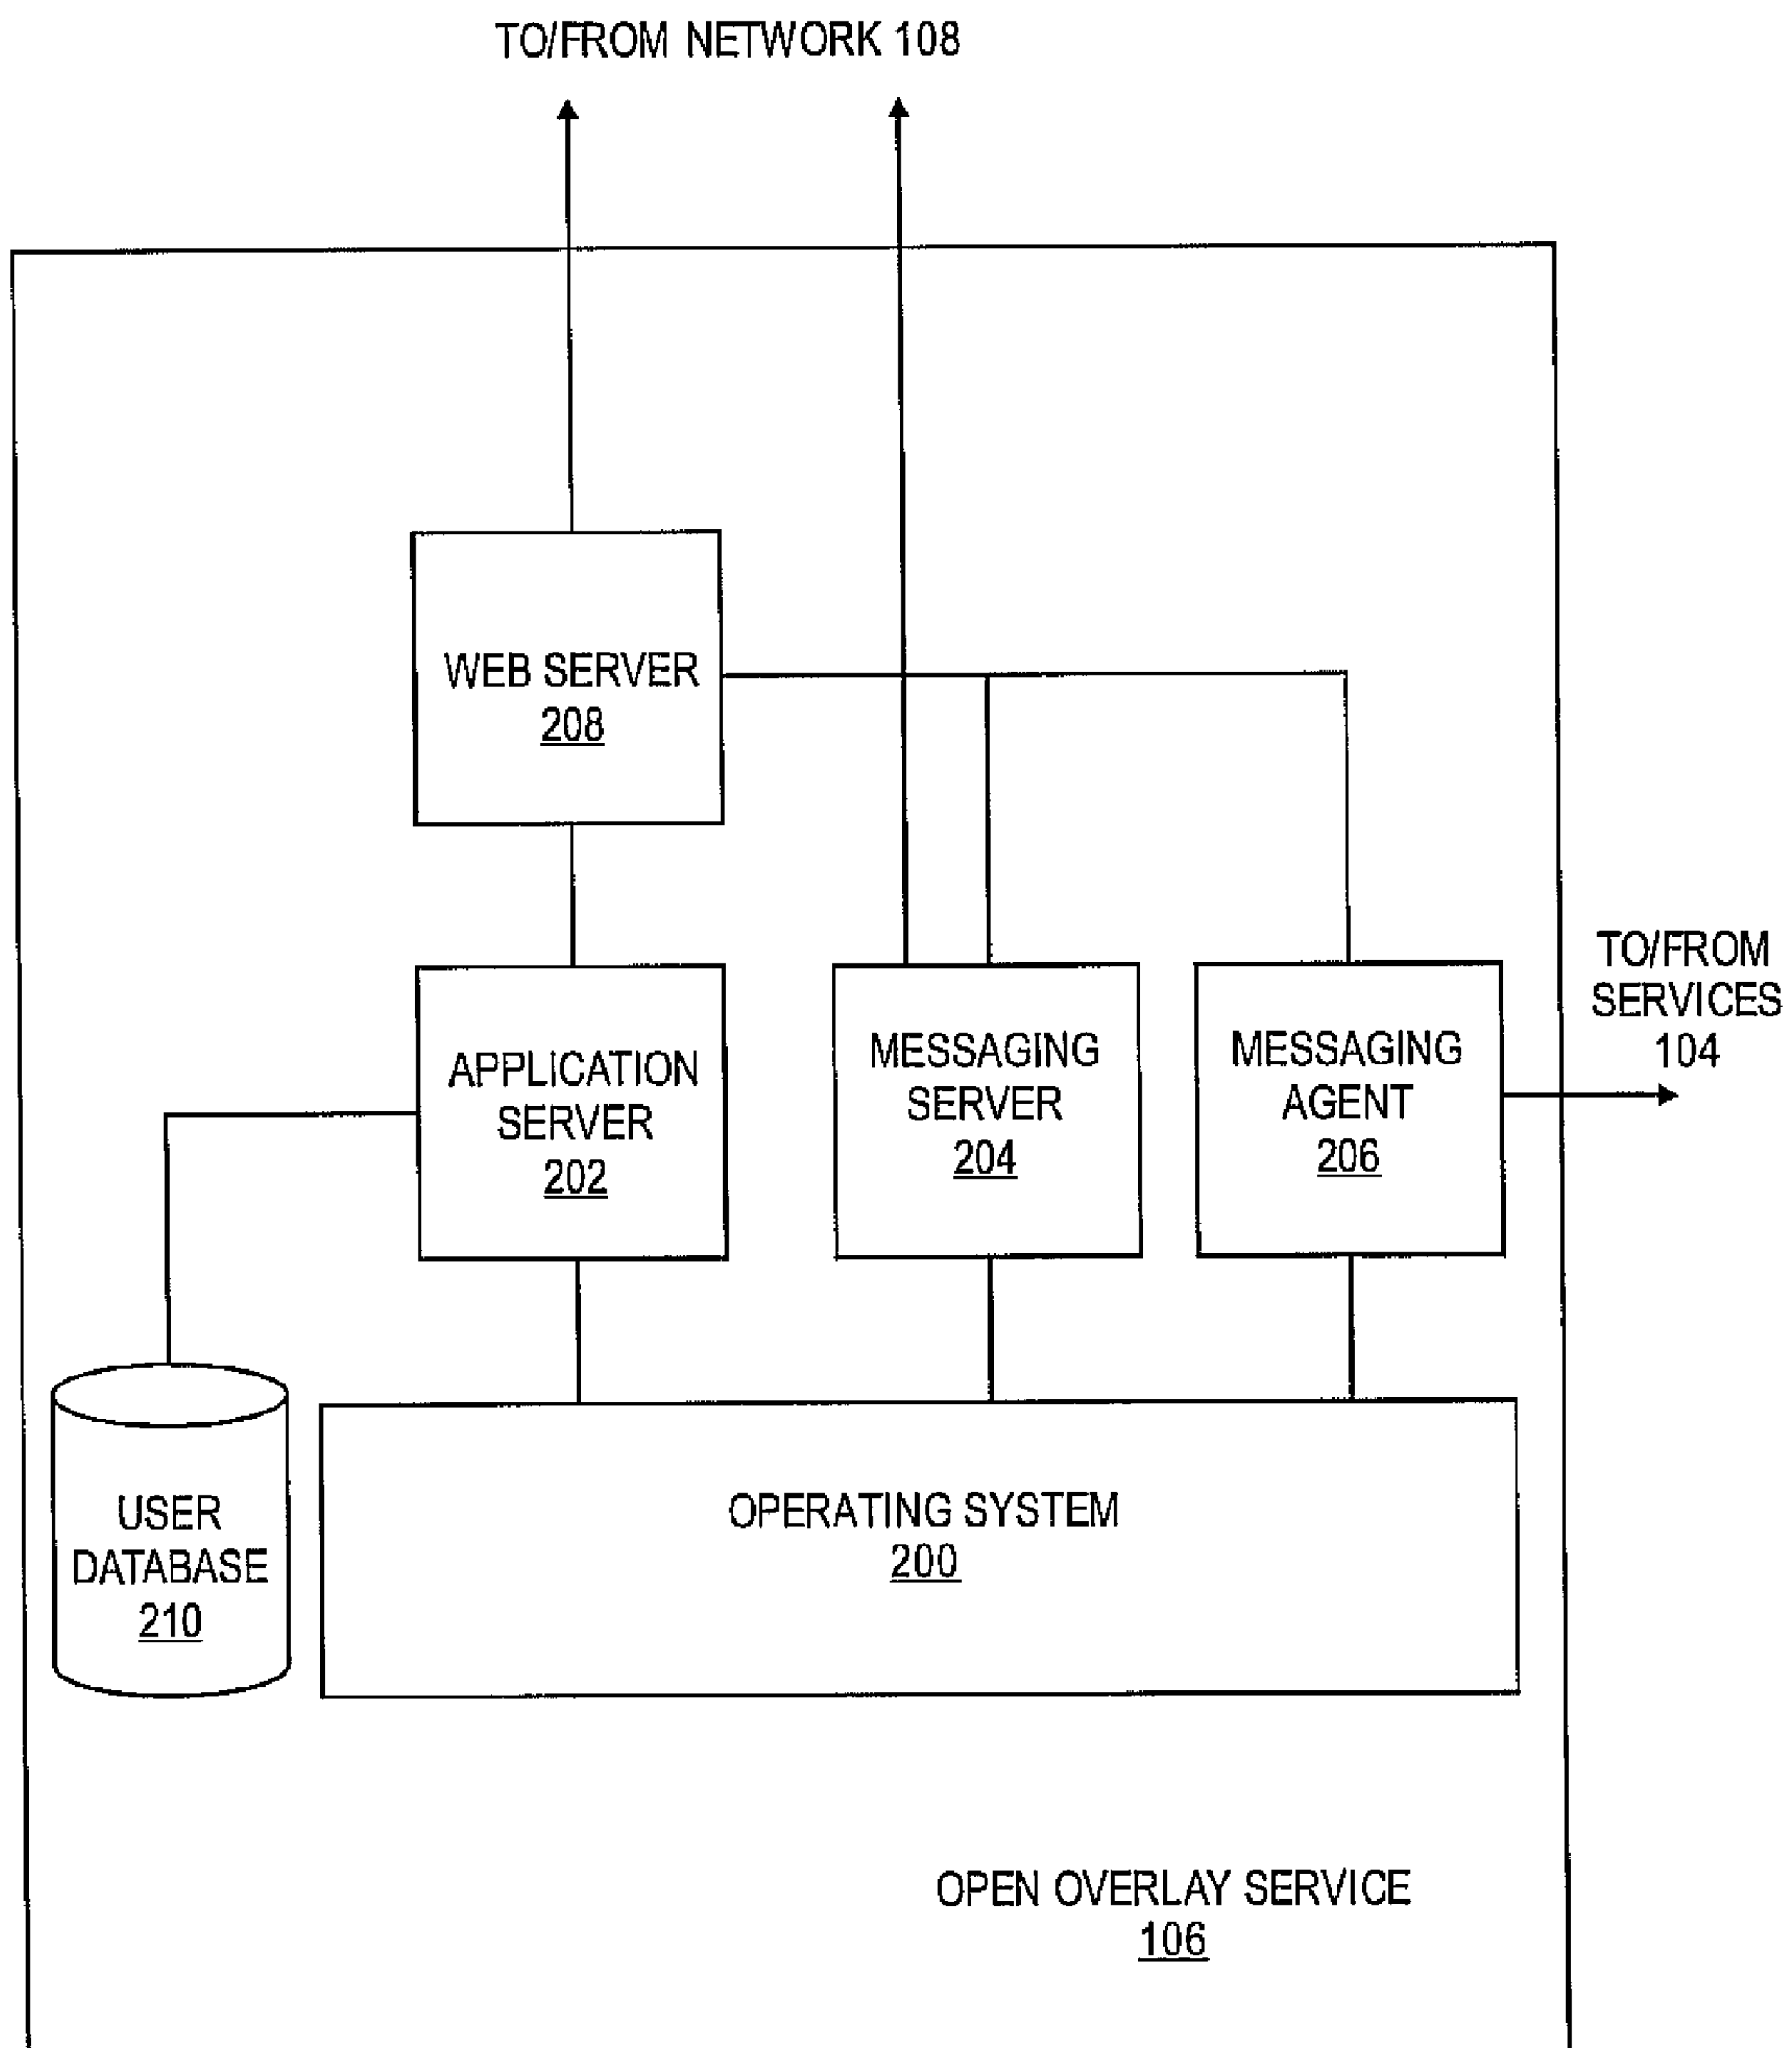 TO/FROM NETWORK 108
WEB SERVER
208
TO/FROM
SERVICES
104
APPLICATION
SERVER
202
MESSAGING
SERVER
204
MESSAGING
AGENT
206
USER
DATABASE
210
OPERATING SYSTEM
200
OPEN OVERLAY SERVICE
106